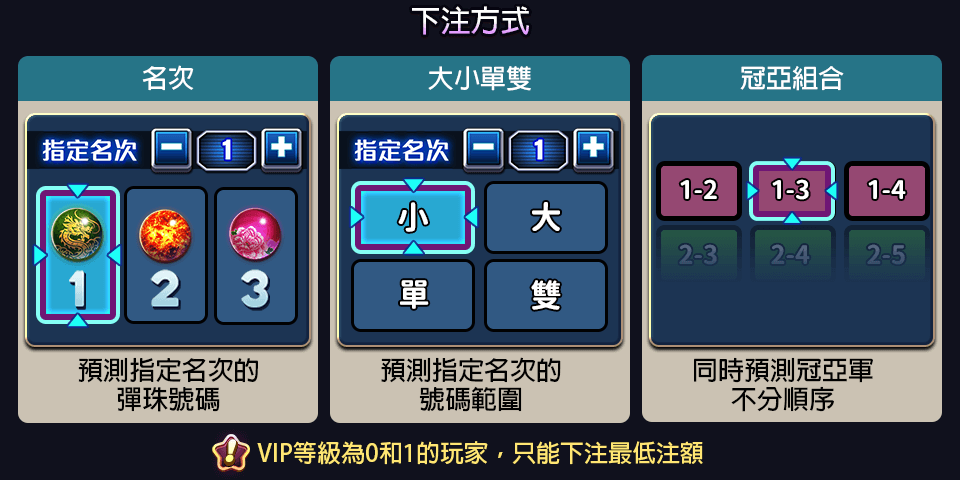 下注方式
名次
指定名次 − 1 +
1 2 3
預測指定名次的
彈珠號碼
大小單雙
指定名次 − 1 +
小 大
單 雙
預測指定名次的
號碼範圍
冠亞組合
1-2 1-3 1-4
2-3 2-4 2-5
同時預測冠亞軍
不分順序
VIP等級為0和1的玩家，只能下注最低注額